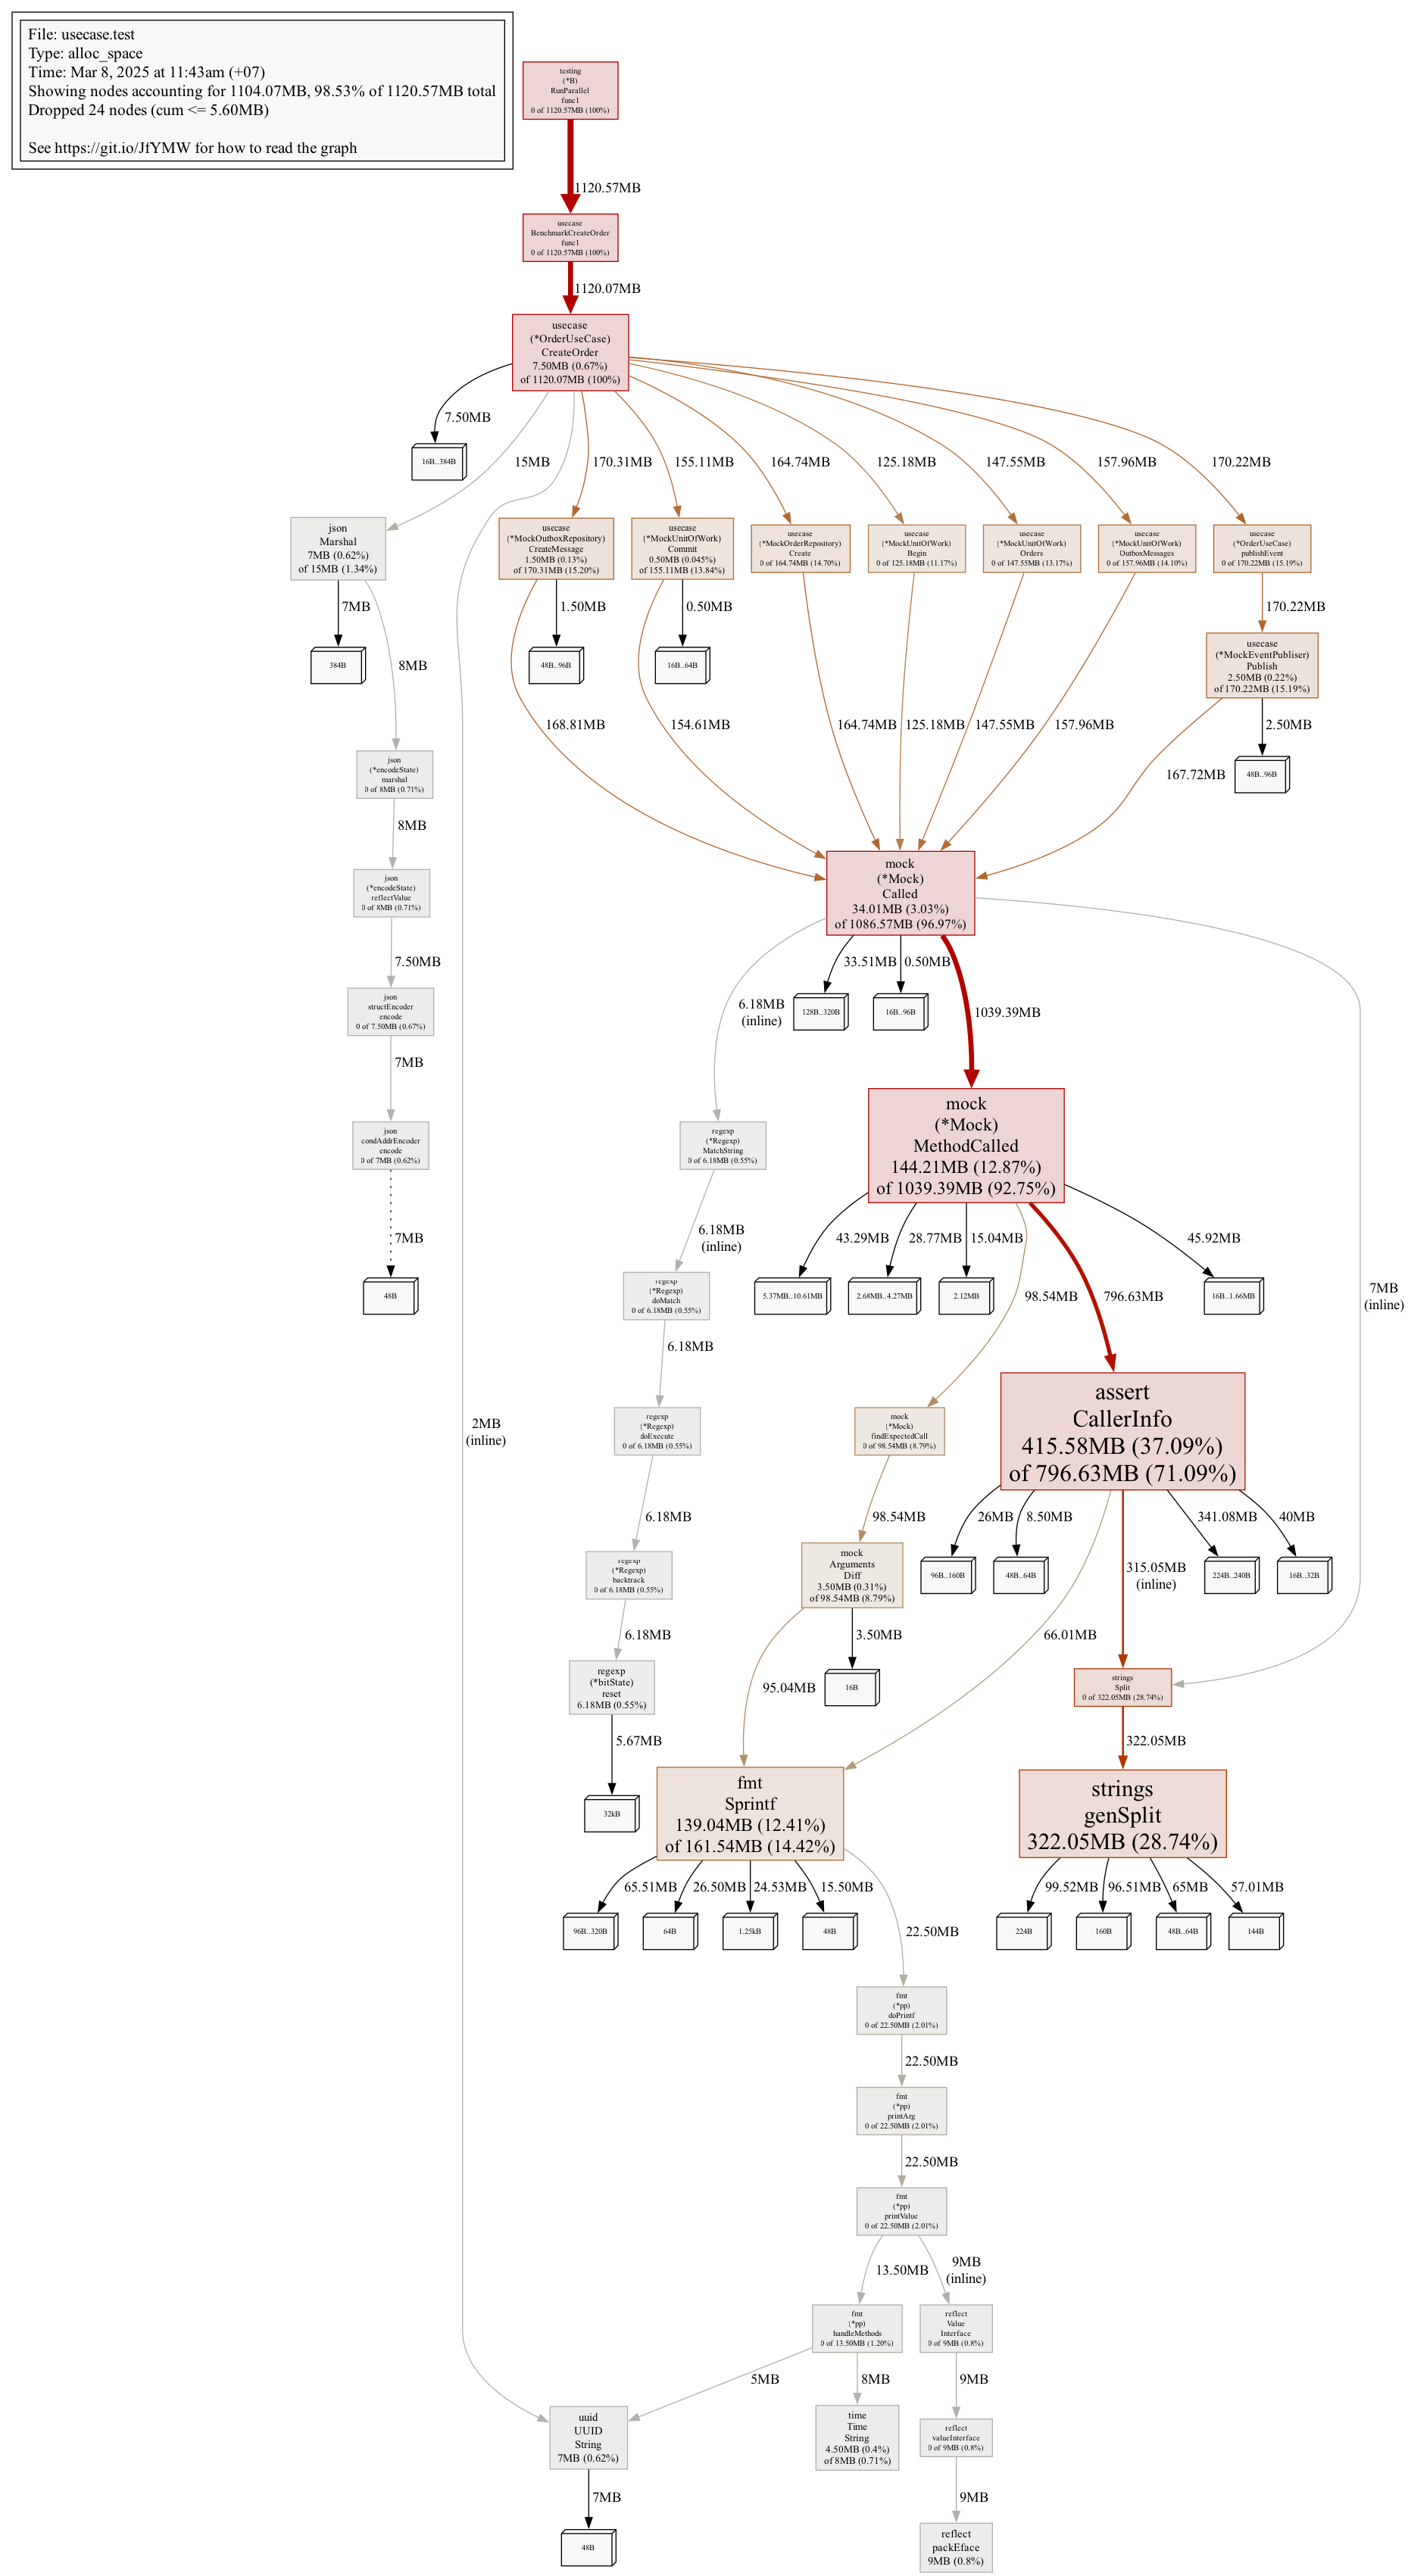 File: usecase.test
Type: alloc_space
Time: Mar 8, 2025 at 11:43am (+07)
Showing nodes accounting for 1104.07MB, 98.53% of 1120.57MB total
Dropped 24 nodes (cum <= 5.60MB)
See https://git.io/JfYMW for how to read the graph
testing
(*B)
RunParallel
func1
0 of 1120.57MB (100%)
1120.57MB
usecase
BenchmarkCreateOrder
func1
0 of 1120.57MB (100%)
1120.07MB
usecase
(*OrderUseCase)
CreateOrder
7.50MB (0.67%)
of 1120.07MB (100%)
7.50MB
16B..384B
15MB
170.31MB
155.11MB
164.74MB
125.18MB
147.55MB
157.96MB
170.22MB
json
Marshal
7MB (0.62%)
of 15MB (1.34%)
usecase
(*MockOutboxRepository)
CreateMessage
1.50MB (0.13%)
of 170.31MB (15.20%)
usecase
(*MockUnitOfWork)
Commit
0.50MB (0.045%)
of 155.11MB (13.84%)
usecase
(*MockOrderRepository)
Create
0 of 164.74MB (14.70%)
usecase
(*MockUnitOfWork)
Begin
0 of 125.18MB (11.17%)
usecase
(*MockUnitOfWork)
Orders
0 of 147.55MB (13.17%)
usecase
(*MockUnitOfWork)
OutboxMessages
0 of 157.96MB (14.10%)
usecase
(*OrderUseCase)
publishEvent
0 of 170.22MB (15.19%)
7MB
1.50MB
0.50MB
170.22MB
384B
48B..96B
16B..64B
usecase
(*MockEventPubliser)
Publish
2.50MB (0.22%)
of 170.22MB (15.19%)
8MB
168.81MB
154.61MB
164.74MB
125.18MB
147.55MB
157.96MB
167.72MB
2.50MB
48B..96B
json
(*encodeState)
marshal
0 of 8MB (0.71%)
8MB
json
(*encodeState)
reflectValue
0 of 8MB (0.71%)
mock
(*Mock)
Called
34.01MB (3.03%)
of 1086.57MB (96.97%)
7.50MB
6.18MB
(inline)
33.51MB
0.50MB
1039.39MB
128B..320B
16B..96B
json
structEncoder
encode
0 of 7.50MB (0.67%)
7MB
json
condAddrEncoder
encode
0 of 7MB (0.62%)
regexp
(*Regexp)
MatchString
0 of 6.18MB (0.55%)
mock
(*Mock)
MethodCalled
144.21MB (12.87%)
of 1039.39MB (92.75%)
7MB
48B
6.18MB
(inline)
43.29MB
28.77MB
15.04MB
98.54MB
796.63MB
45.92MB
7MB
(inline)
5.37MB..10.61MB
2.68MB..4.27MB
2.12MB
16B..1.66MB
regexp
(*Regexp)
doMatch
0 of 6.18MB (0.55%)
6.18MB
2MB
(inline)
regexp
(*Regexp)
doExecute
0 of 6.18MB (0.55%)
mock
(*Mock)
findExpectedCall
0 of 98.54MB (8.79%)
assert
CallerInfo
415.58MB (37.09%)
of 796.63MB (71.09%)
6.18MB
98.54MB
26MB
8.50MB
315.05MB
(inline)
341.08MB
40MB
96B..160B
48B..64B
224B..240B
16B..32B
regexp
(*Regexp)
backtrack
0 of 6.18MB (0.55%)
mock
Arguments
Diff
3.50MB (0.31%)
of 98.54MB (8.79%)
6.18MB
3.50MB
66.01MB
95.04MB
16B
regexp
(*bitState)
reset
6.18MB (0.55%)
strings
Split
0 of 322.05MB (28.74%)
5.67MB
32kB
322.05MB
fmt
Sprintf
139.04MB (12.41%)
of 161.54MB (14.42%)
strings
genSplit
322.05MB (28.74%)
65.51MB
26.50MB
24.53MB
15.50MB
22.50MB
99.52MB
96.51MB
65MB
57.01MB
96B..320B
64B
1.25kB
48B
224B
160B
48B..64B
144B
fmt
(*pp)
doPrintf
0 of 22.50MB (2.01%)
22.50MB
fmt
(*pp)
printArg
0 of 22.50MB (2.01%)
22.50MB
fmt
(*pp)
printValue
0 of 22.50MB (2.01%)
13.50MB
9MB
(inline)
fmt
(*pp)
handleMethods
0 of 13.50MB (1.20%)
reflect
Value
Interface
0 of 9MB (0.8%)
5MB
8MB
9MB
uuid
UUID
String
7MB (0.62%)
time
Time
String
4.50MB (0.4%)
of 8MB (0.71%)
reflect
valueInterface
0 of 9MB (0.8%)
7MB
9MB
48B
reflect
packEface
9MB (0.8%)